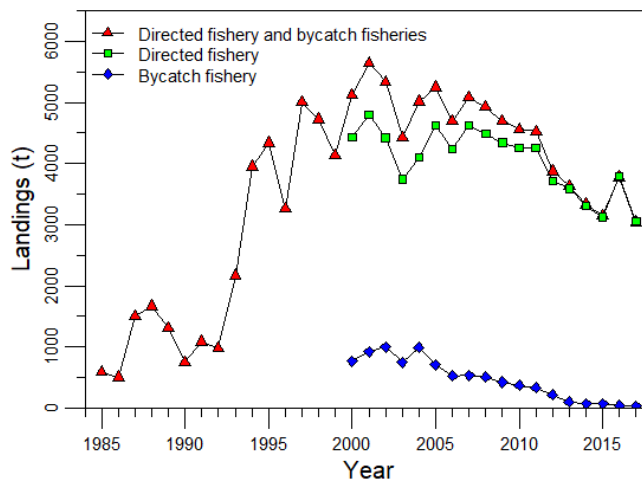 Directed fishery and bycatch fisheries
Directed fishery
Bycatch fishery
Landings (t)
6000
5000
4000
3000
2000
1000
0
1985 1990 1995 2000 2005 2010 2015
Year